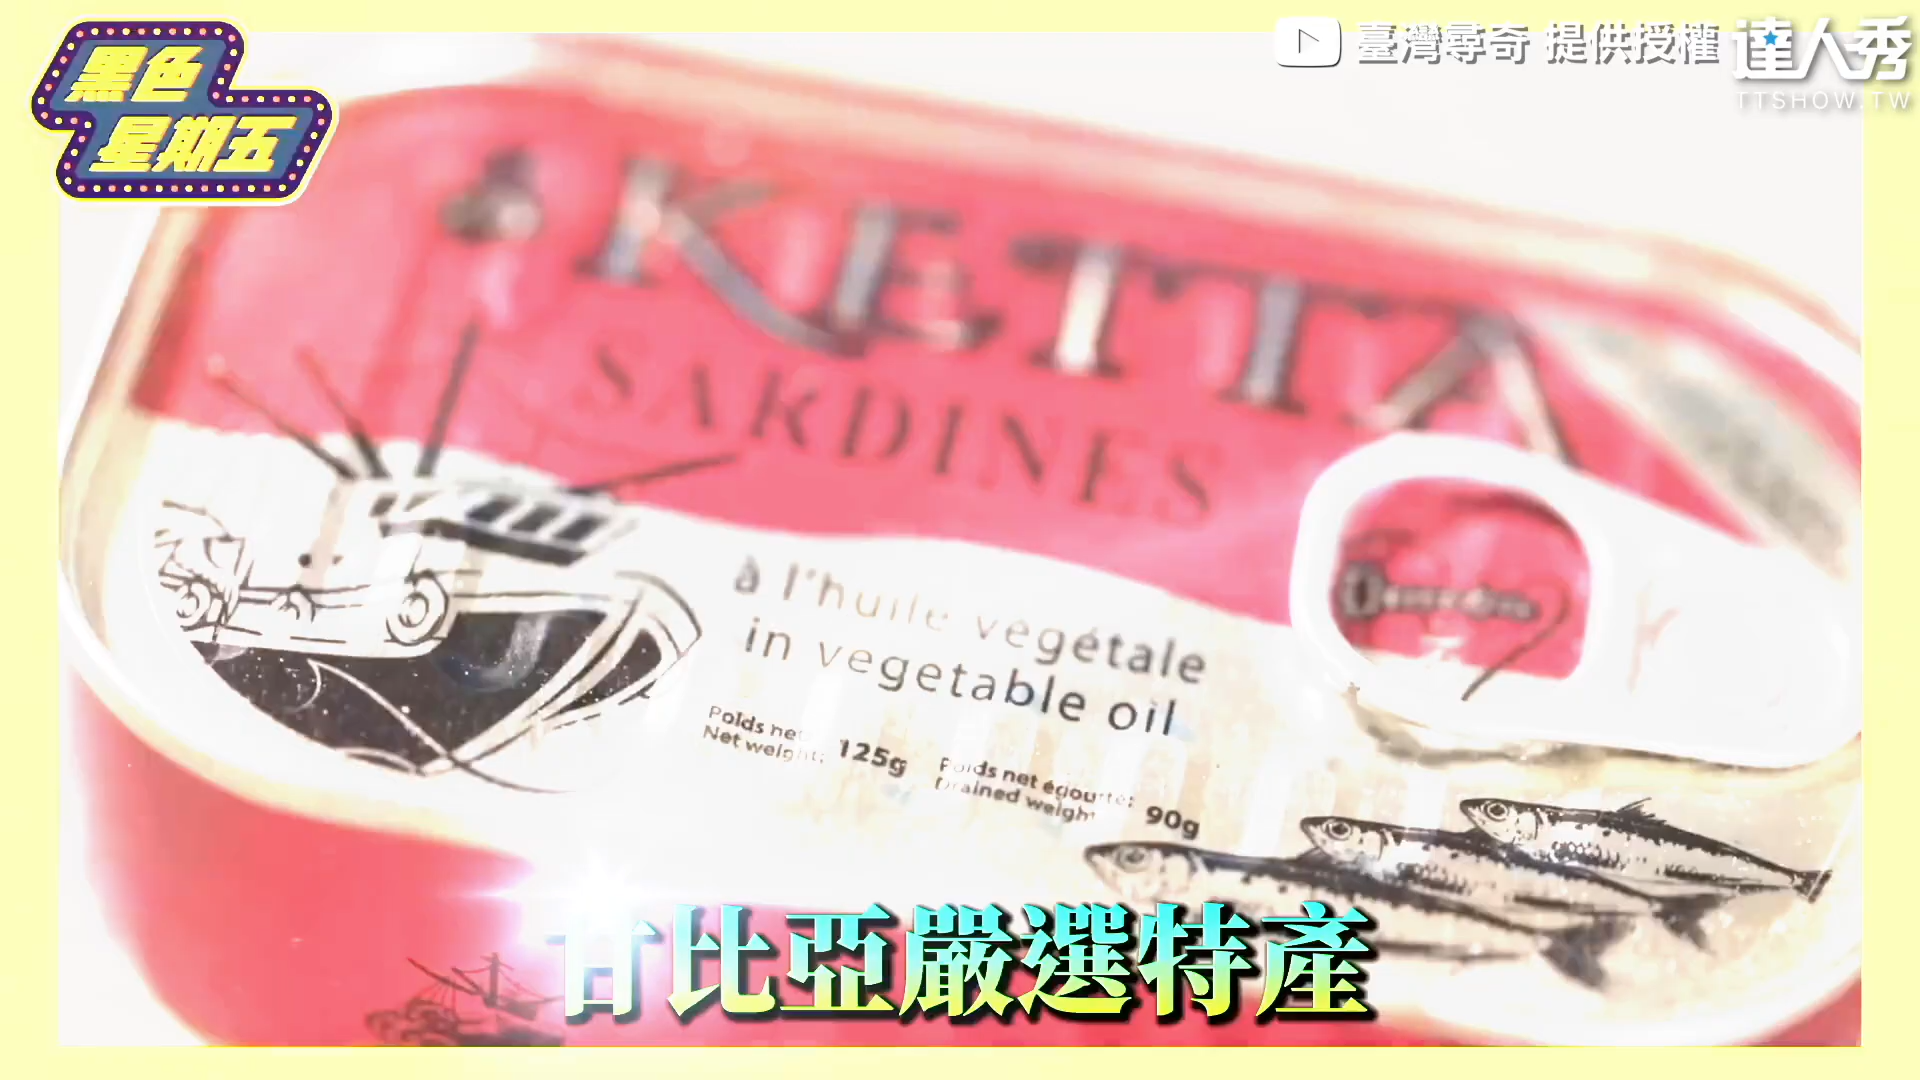 黑色
星期五
臺灣尋奇 提供授權
達人秀
TTSHOW.TW
KETTA
SARDINES
à l'huile végétale
in vegetable oil
Poids net:
Net weight:
125g
Poids net égoutté:
Drained weight
90g
甘比亞嚴選特產